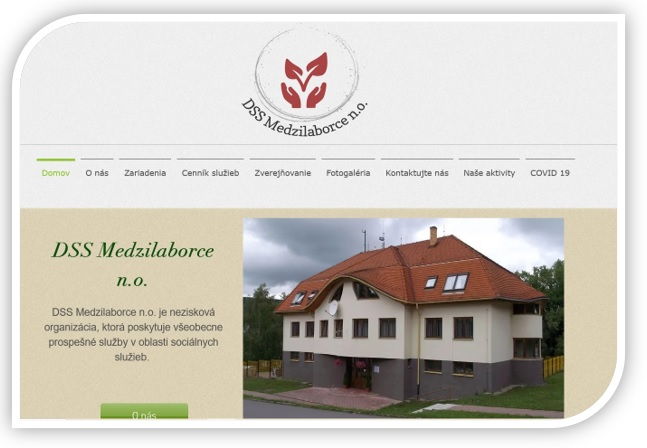 DSS Medzilaborce n.o.
Domov O nás Zariadenia Cenník služieb Zverejňovanie Fotogaléria Kontaktujte nás Naše aktivity COVID 19
DSS Medzilaborce
n.o.
DSS Medzilaborce n.o. je nezisková
organizácia, ktorá poskytuje všeobecne
prospešné služby v oblasti sociálnych
služieb.
O nás